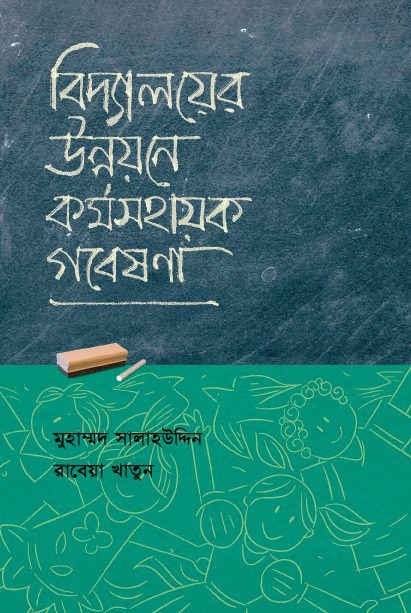 বিদ্যালয়ের
উন্নয়নে
কর্মসহায়ক
গবেষণা
মুহাম্মদ সালাহউদ্দিন
রাবেয়া খাতুন